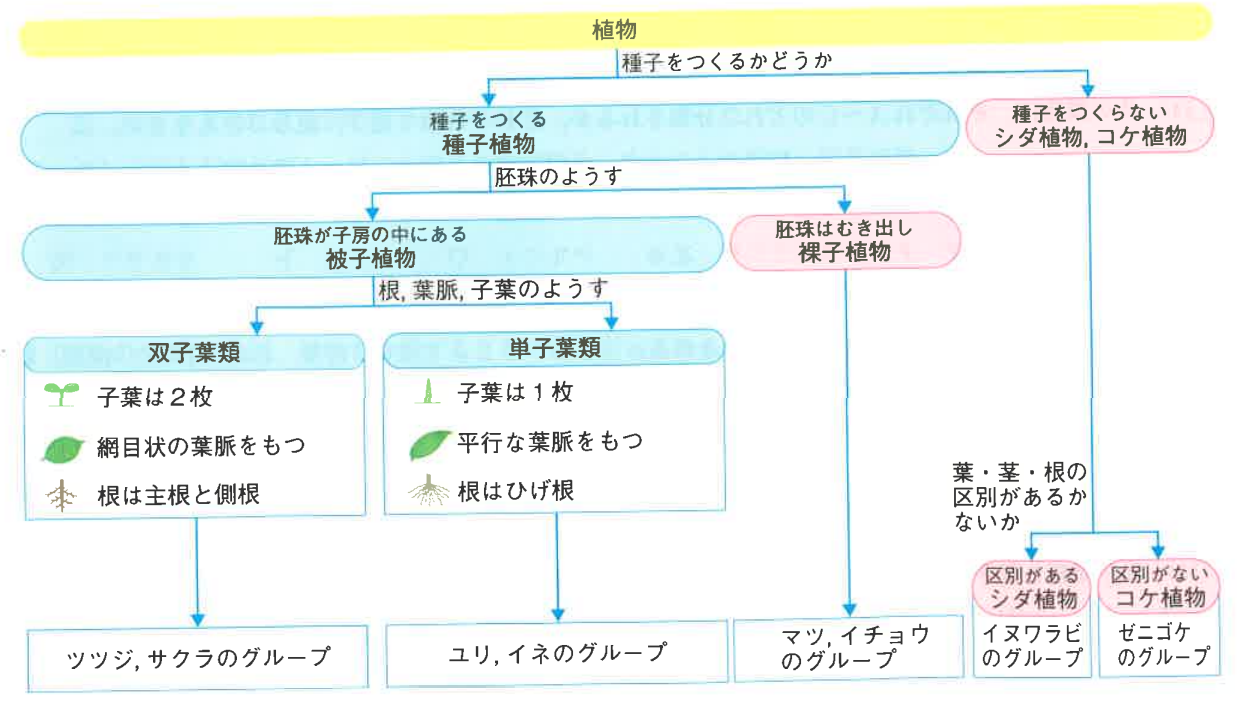 植物
種子をつくるかどうか
種子をつくる
種子植物
種子をつくらない
シダ植物, コケ植物
胚珠のようす
胚珠が子房の中にある
被子植物
胚珠はむき出し
裸子植物
根, 葉脈, 子葉のようす
双子葉類
子葉は2枚
網目状の葉脈をもつ
根は主根と側根
単子葉類
子葉は1枚
平行な葉脈をもつ
根はひげ根
葉・茎・根の
区別があるか
ないか
区別がある
シダ植物
区別がない
コケ植物
ツツジ, サクラのグループ
ユリ, イネのグループ
マツ, イチョウ
のグループ
イヌワラビ
のグループ
ゼニゴケ
のグループ